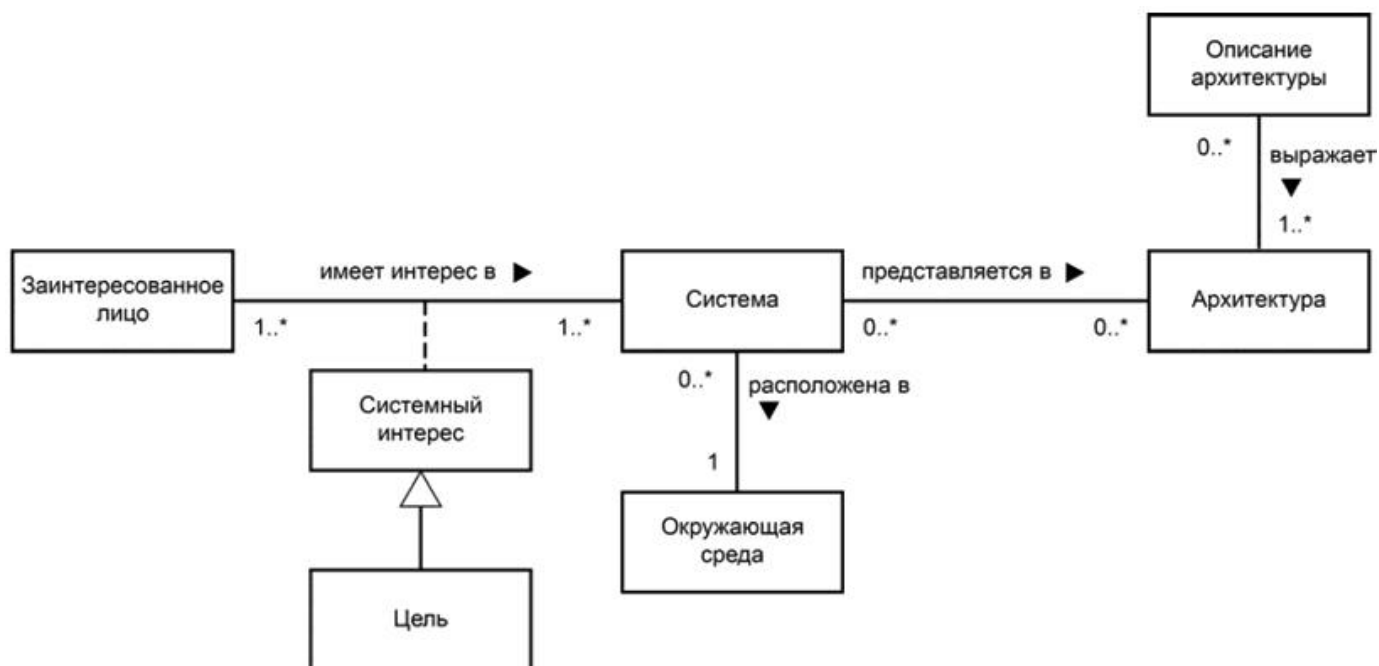 Описание
архитектуры
0..*
выражает
▼
1..*
Заинтересованное
лицо
имеет интерес в ►
1..*
1..*
Система
представляется в ►
0..*
0..*
Архитектура
Системный
интерес
0..*
расположена в
▼
1
Окружающая
среда
Цель